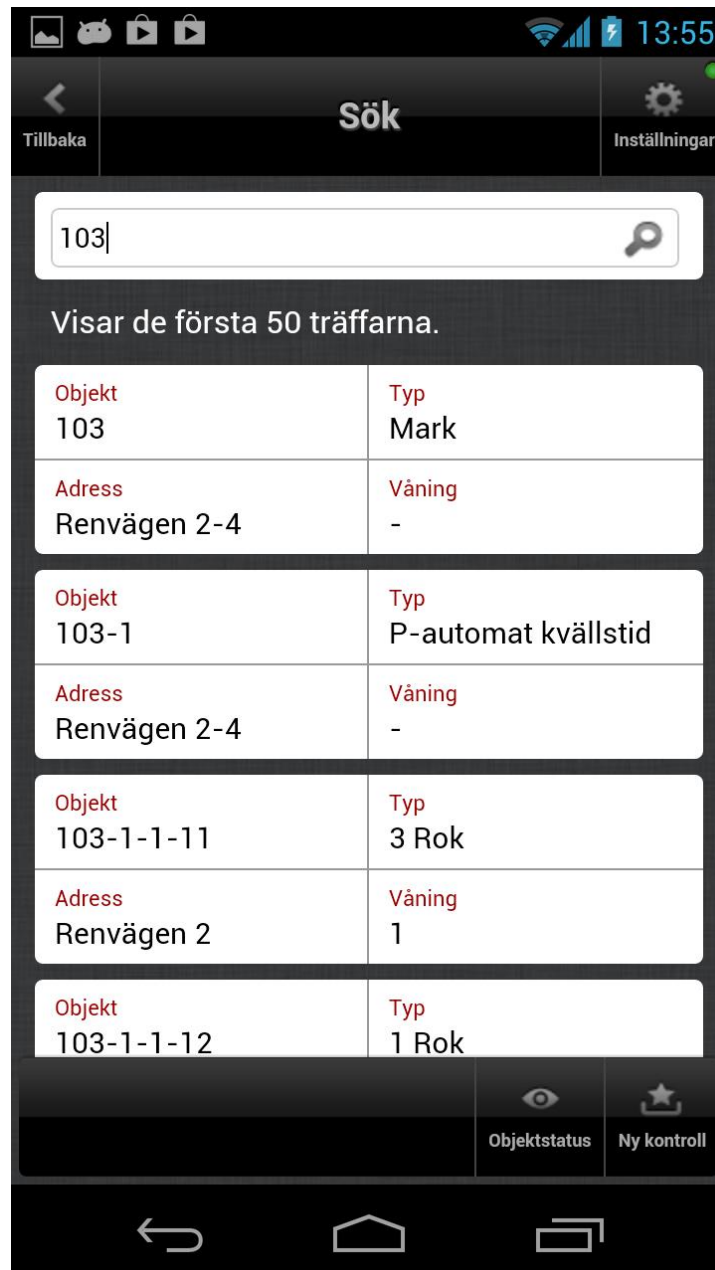 13:55
Tillbaka
Sök
Inställningar
103
Visar de första 50 träffarna.
Objekt
103
Typ
Mark
Adress
Renvägen 2-4
Våning
-
Objekt
103-1
Typ
P-automat kvällstid
Adress
Renvägen 2-4
Våning
-
Objekt
103-1-1-11
Typ
3 Rok
Adress
Renvägen 2
Våning
1
Objekt
103-1-1-12
Typ
1 Rok
Objektstatus
Ny kontroll